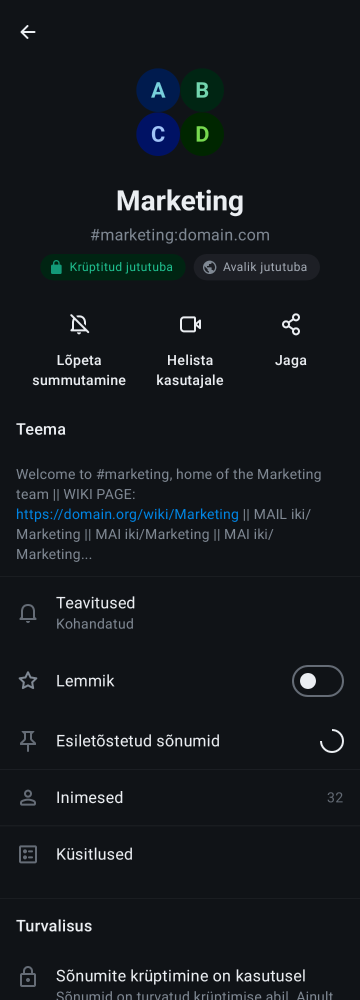 A B
C D
Marketing
#marketing:domain.com
Krüptitud jututuba Avalik jututuba
Lõpeta summutamine
Helista kasutajale
Jaga
Teema
Welcome to #marketing, home of the Marketing
team || WIKI PAGE:
https://domain.org/wiki/Marketing || MAIL iki/
Marketing || MAI iki/Marketing || MAI iki/
Marketing...
Teavitused
Kohandatud
Lemmik
Esiletõstetud sõnumid
Inimesed 32
Küsitlused
Turvalisus
Sõnumite krüptimine on kasutusel
Sõnumid on turvatud krüptimise abil. Ainult